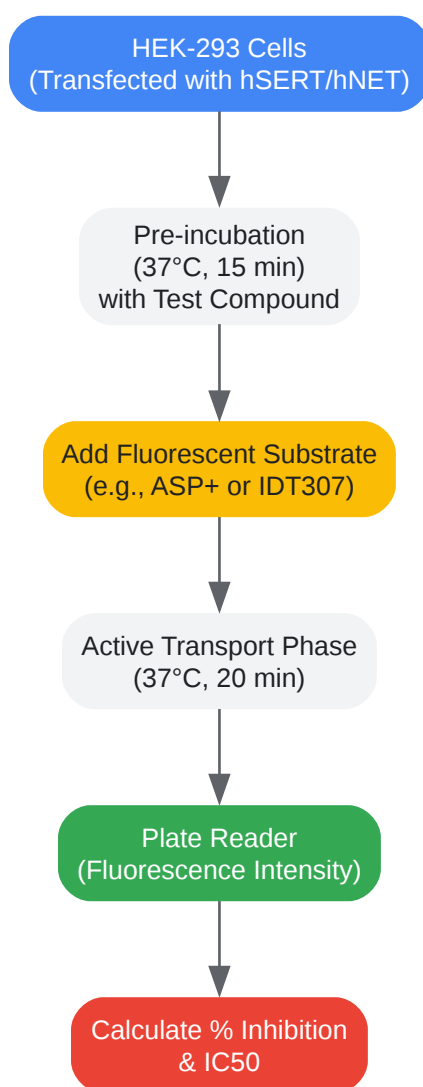 HEK-293 Cells
(Transfected with hSERT/hNET)
Pre-incubation
(37°C, 15 min)
with Test Compound
Add Fluorescent Substrate
(e.g., ASP+ or IDT307)
Active Transport Phase
(37°C, 20 min)
Plate Reader
(Fluorescence Intensity)
Calculate % Inhibition
& IC50